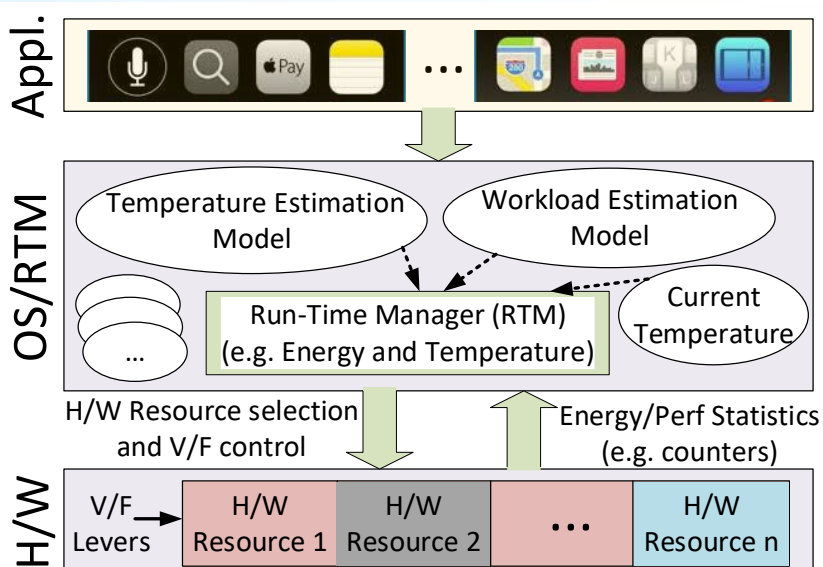 Appl.
Pay
...
280
K
J
L
OS/RTM
Temperature Estimation
Model
Workload Estimation
Model
Current
Temperature
...
Run-Time Manager (RTM)
(e.g. Energy and Temperature)
H/W Resource selection
and V/F control
Energy/Perf Statistics
(e.g. counters)
H/W
V/F
Levers
H/W
Resource 1
H/W
Resource 2
...
H/W
Resource n